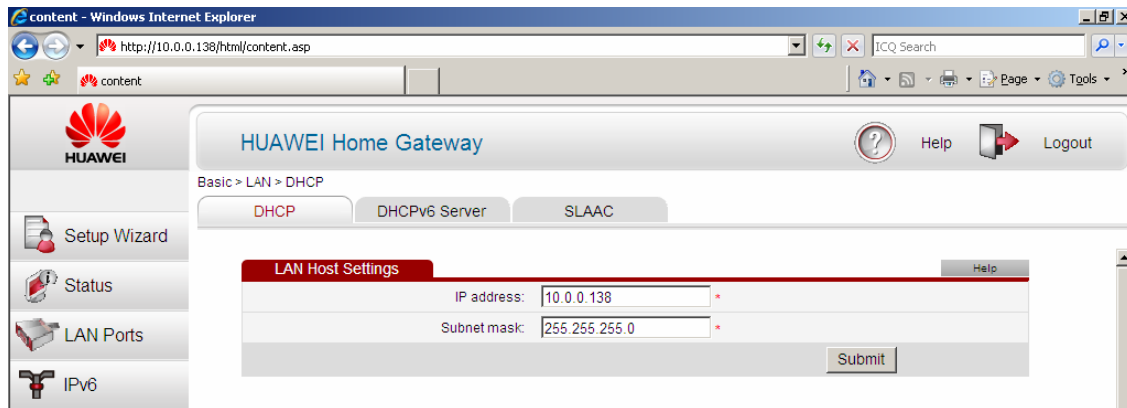 content - Windows Internet Explorer
http://10.0.0.138/html/content.asp
ICQ Search
content
Page
Tools
HUAWEI
HUAWEI Home Gateway
Help
Logout
Basic > LAN > DHCP
DHCP
DHCPv6 Server
SLAAC
Setup Wizard
Status
LAN Ports
IPv6
LAN Host Settings
Help
IP address: 10.0.0.138 *
Subnet mask: 255.255.255.0 *
Submit